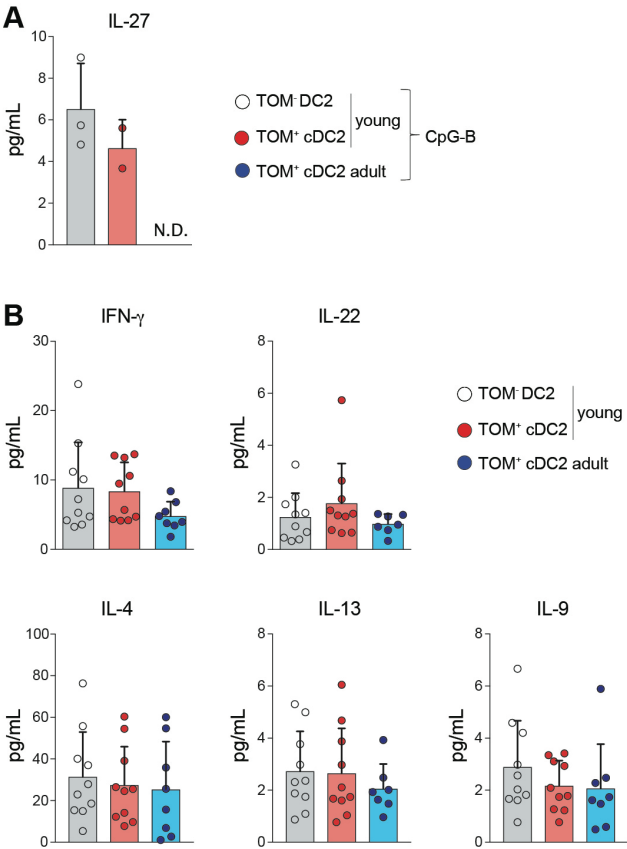 A
IL-27
pg/mL
10
8
6
4
2
0
N.D.
TOM⁻ DC2
TOM⁺ cDC2
young
TOM⁺ cDC2 adult
CpG-B
B
IFN-γ
pg/mL
30
20
10
0
IL-22
pg/mL
8
6
4
2
0
TOM⁻ DC2
TOM⁺ cDC2
young
TOM⁺ cDC2 adult
IL-4
pg/mL
100
80
60
40
20
0
IL-13
pg/mL
8
6
4
2
0
IL-9
pg/mL
8
6
4
2
0